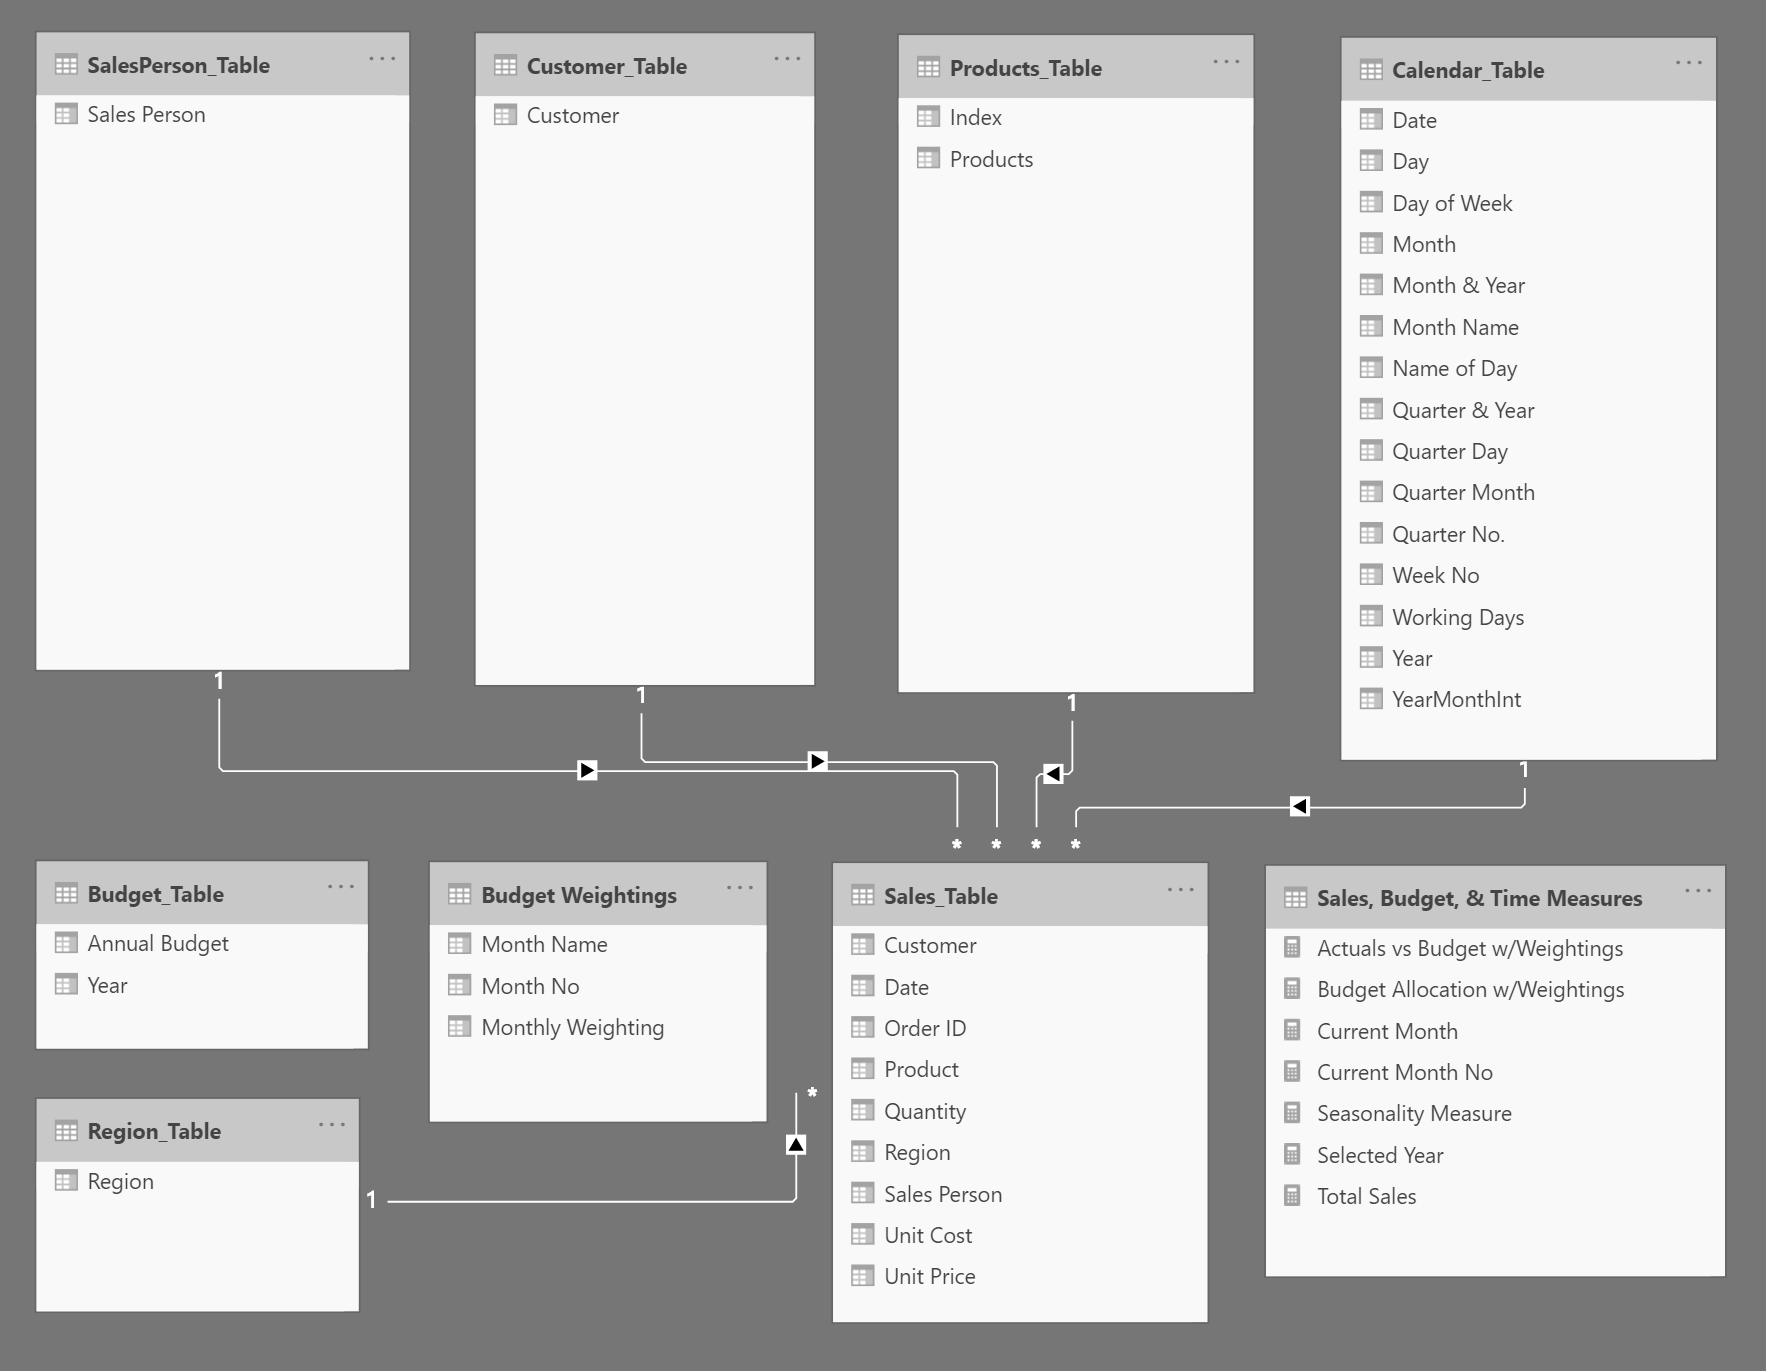 SalesPerson_Table
Sales Person
Customer_Table
Customer
Products_Table
Index
Products
Calendar_Table
Date
Day
Day of Week
Month
Month & Year
Month Name
Name of Day
Quarter & Year
Quarter Day
Quarter Month
Quarter No.
Week No
Working Days
Year
YearMonthInt
1
1
1
1
* * * *
Budget_Table
Annual Budget
Year
Budget Weightings
Month Name
Month No
Monthly Weighting
Region_Table
Region
1
*
Sales_Table
Customer
Date
Order ID
Product
Quantity
Region
Sales Person
Unit Cost
Unit Price
Sales, Budget, & Time Measures
Actuals vs Budget w/Weightings
Budget Allocation w/Weightings
Current Month
Current Month No
Seasonality Measure
Selected Year
Total Sales